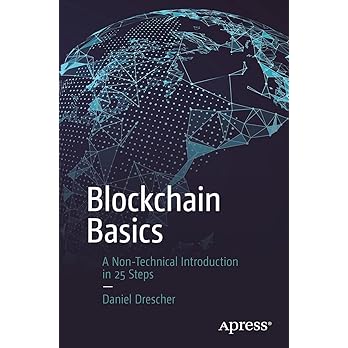 Blockchain
Basics
A Non-Technical Introduction
in 25 Steps
Daniel Drescher
Apress®